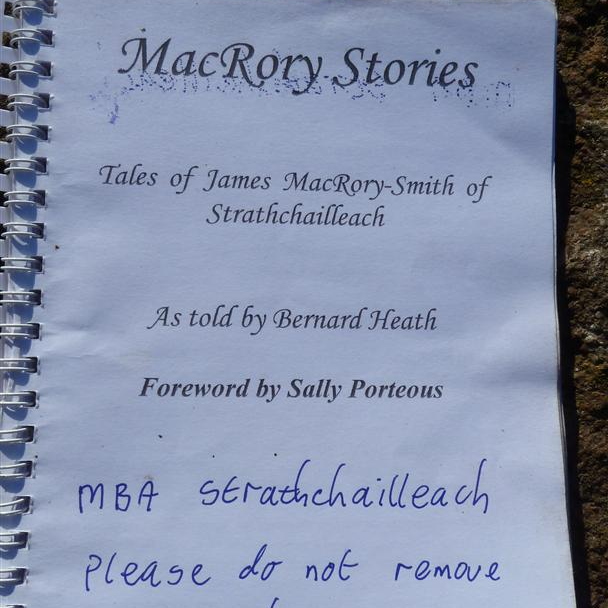 MacRory Stories
Tales of James MacRory-Smith of
Strathchailleach
As told by Bernard Heath
Foreword by Sally Porteous
MBA Strathchailleach
Please do not remove